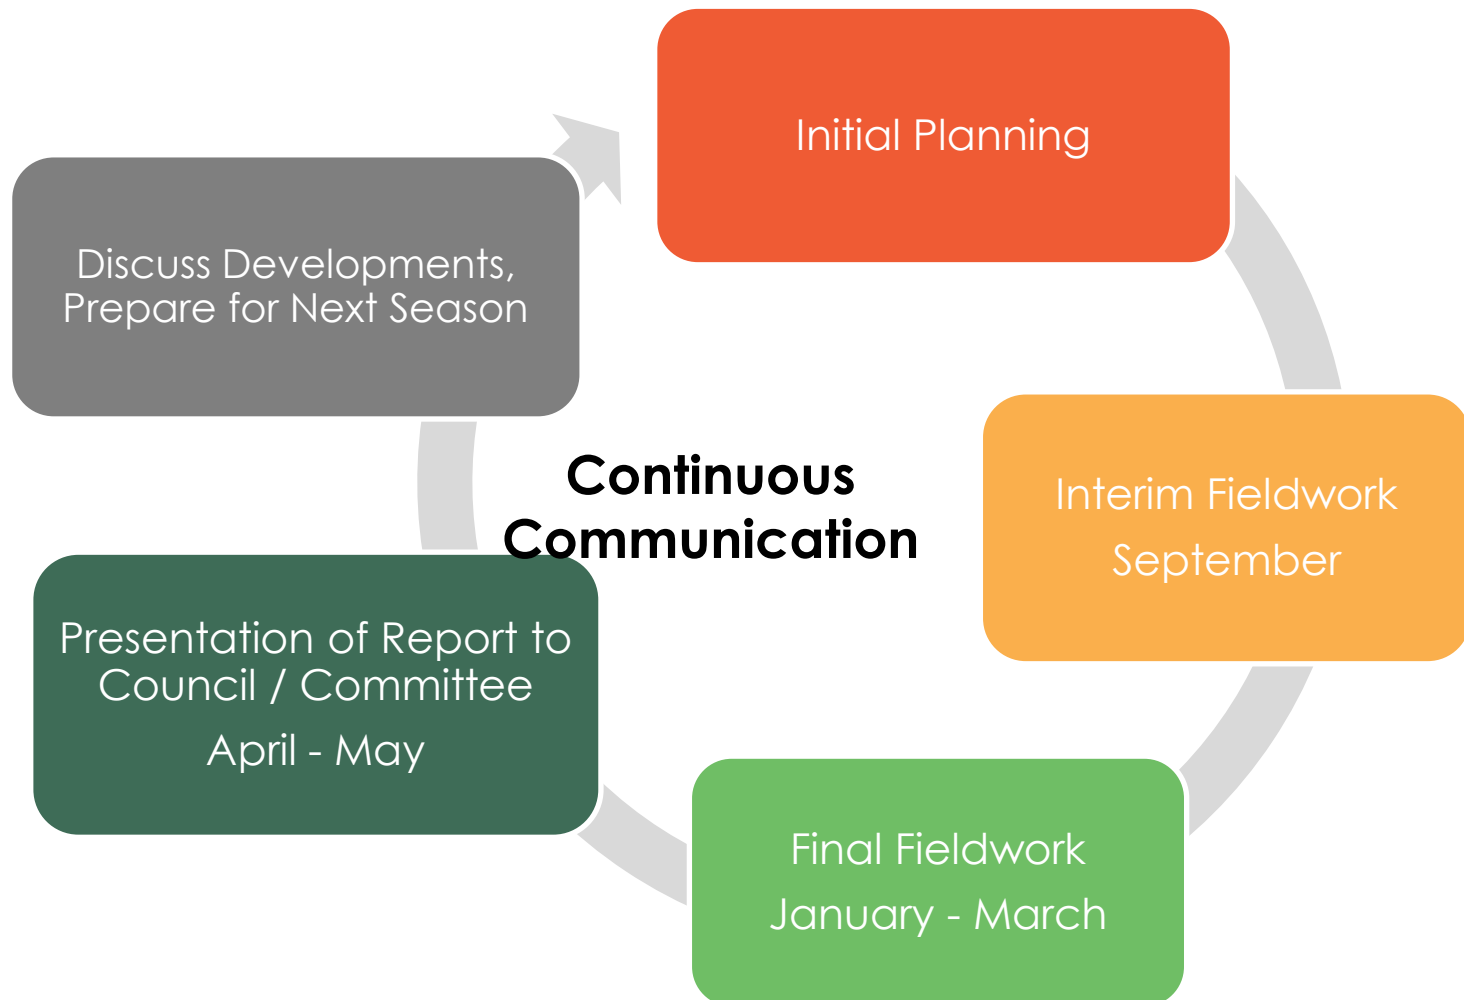 Initial Planning
Interim Fieldwork
September
Final Fieldwork
January - March
Presentation of Report to
Council / Committee
April - May
Discuss Developments,
Prepare for Next Season
Continuous
Communication